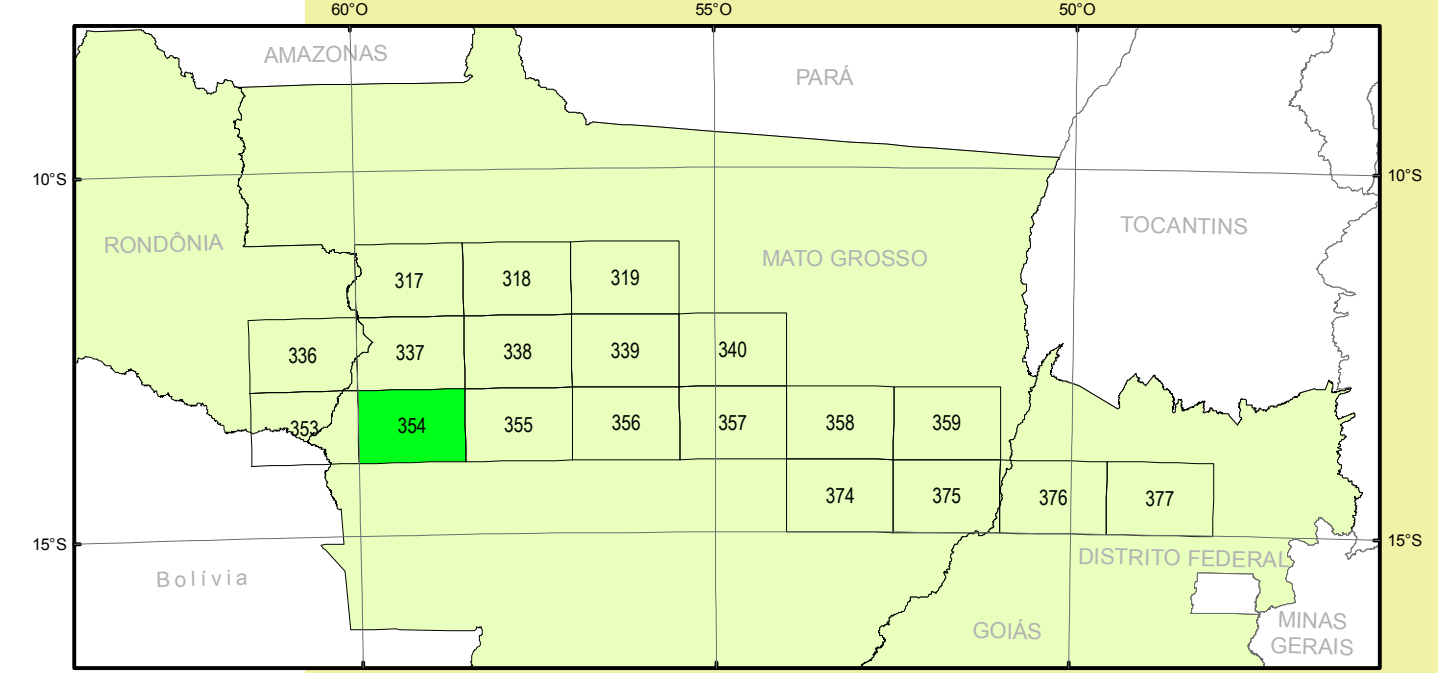 60°O 55°O 50°O
AMAZONAS
PARÁ
10°S 10°S
RONDÔNIA
TOCANTINS
MATO GROSSO
317 318 319
336 337 338 339 340
353 354 355 356 357 358 359
374 375 376 377
15°S 15°S
DISTRITO FEDERAL
Bolívia
GOIÁS
MINAS
GERAIS